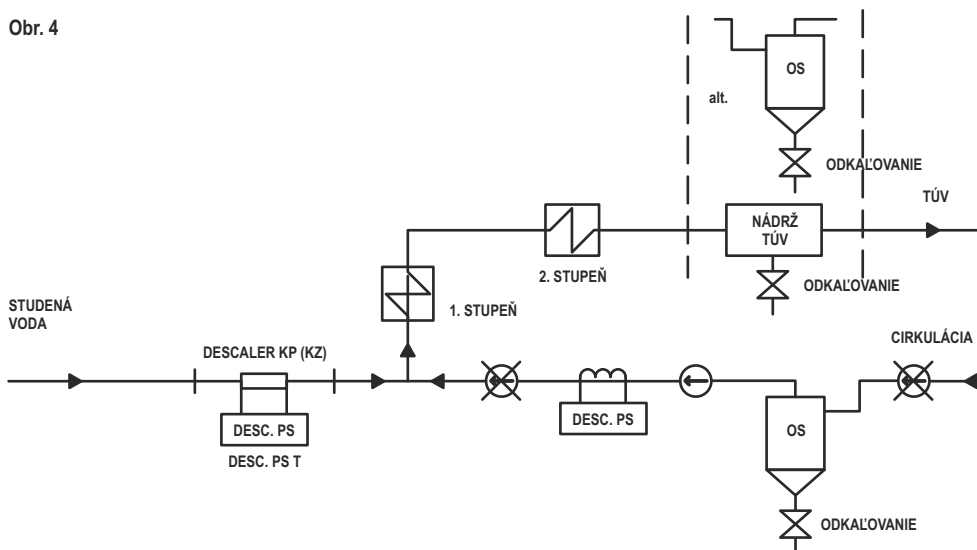 Obr. 4
OS
alt.
ODKAĽOVANIE
TÚV
NÁDRŽ
TÚV
2. STUPEŇ
ODKAĽOVANIE
STUDENÁ
VODA
1. STUPEŇ
CIRKULÁCIA
DESCALER KP (KZ)
DESC. PS
DESC. PS T
DESC. PS
OS
ODKAĽOVANIE